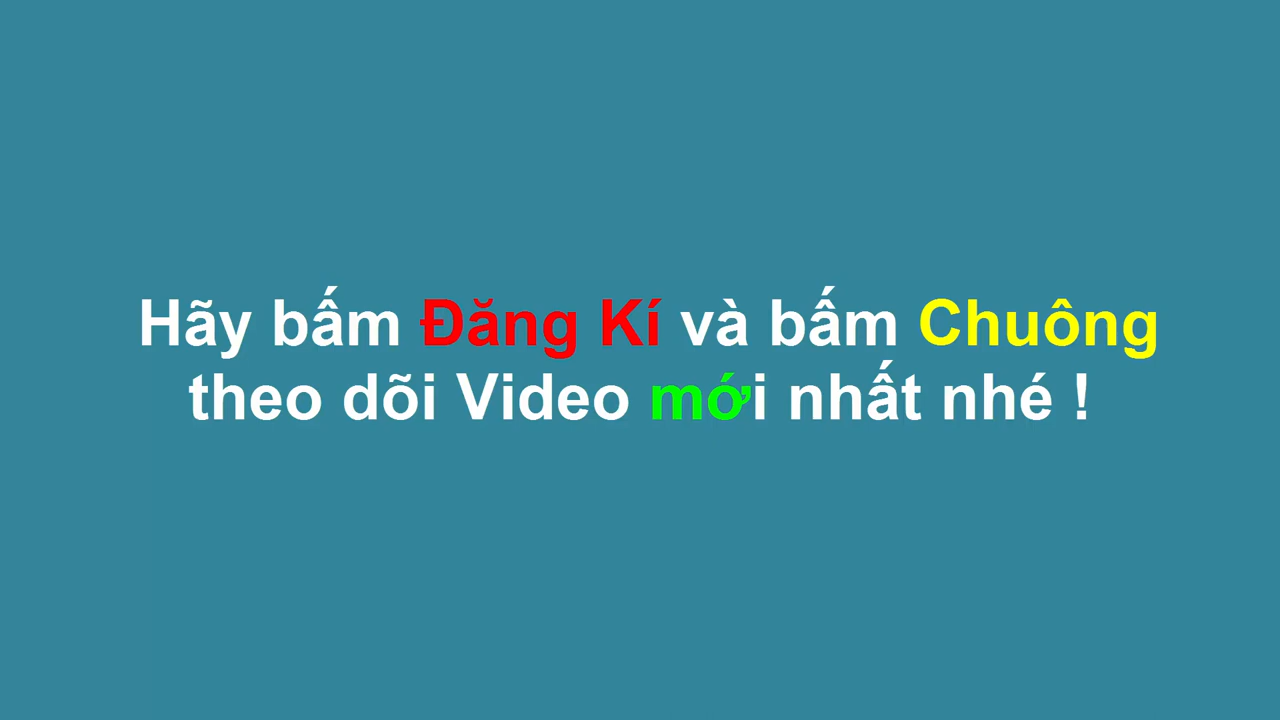 Hãy bấm Đăng Kí và bấm Chuông
theo dõi Video mới nhất nhé !